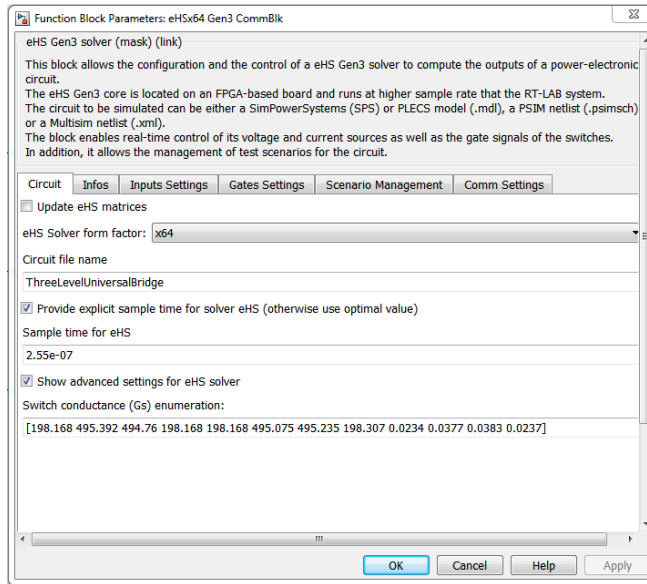 Function Block Parameters: eHSx64 Gen3 CommBlk
eHS Gen3 solver (mask) (link)
This block allows the configuration and the control of a eHS Gen3 solver to compute the outputs of a power-electronic
circuit.
The eHS Gen3 core is located on an FPGA-based board and runs at higher sample rate that the RT-LAB system.
The circuit to be simulated can be either a SimPowerSystems (SPS) or PLECS model (.mdl), a PSIM netlist (.psimsch)
or a Multisim netlist (.xml).
The block enables real-time control of its voltage and current sources as well as the gate signals of the switches.
In addition, it allows the management of test scenarios for the circuit.
Circuit Infos Inputs Settings Gates Settings Scenario Management Comm Settings
Update eHS matrices
eHS Solver form factor: x64
Circuit file name
ThreeLevelUniversalBridge
Provide explicit sample time for solver eHS (otherwise use optimal value)
Sample time for eHS
2.55e-07
Show advanced settings for eHS solver
Switch conductance (Gs) enumeration:
[198.168 495.392 494.76 198.168 198.168 495.075 495.235 198.307 0.0234 0.0377 0.0383 0.0237]
OK Cancel Help Apply